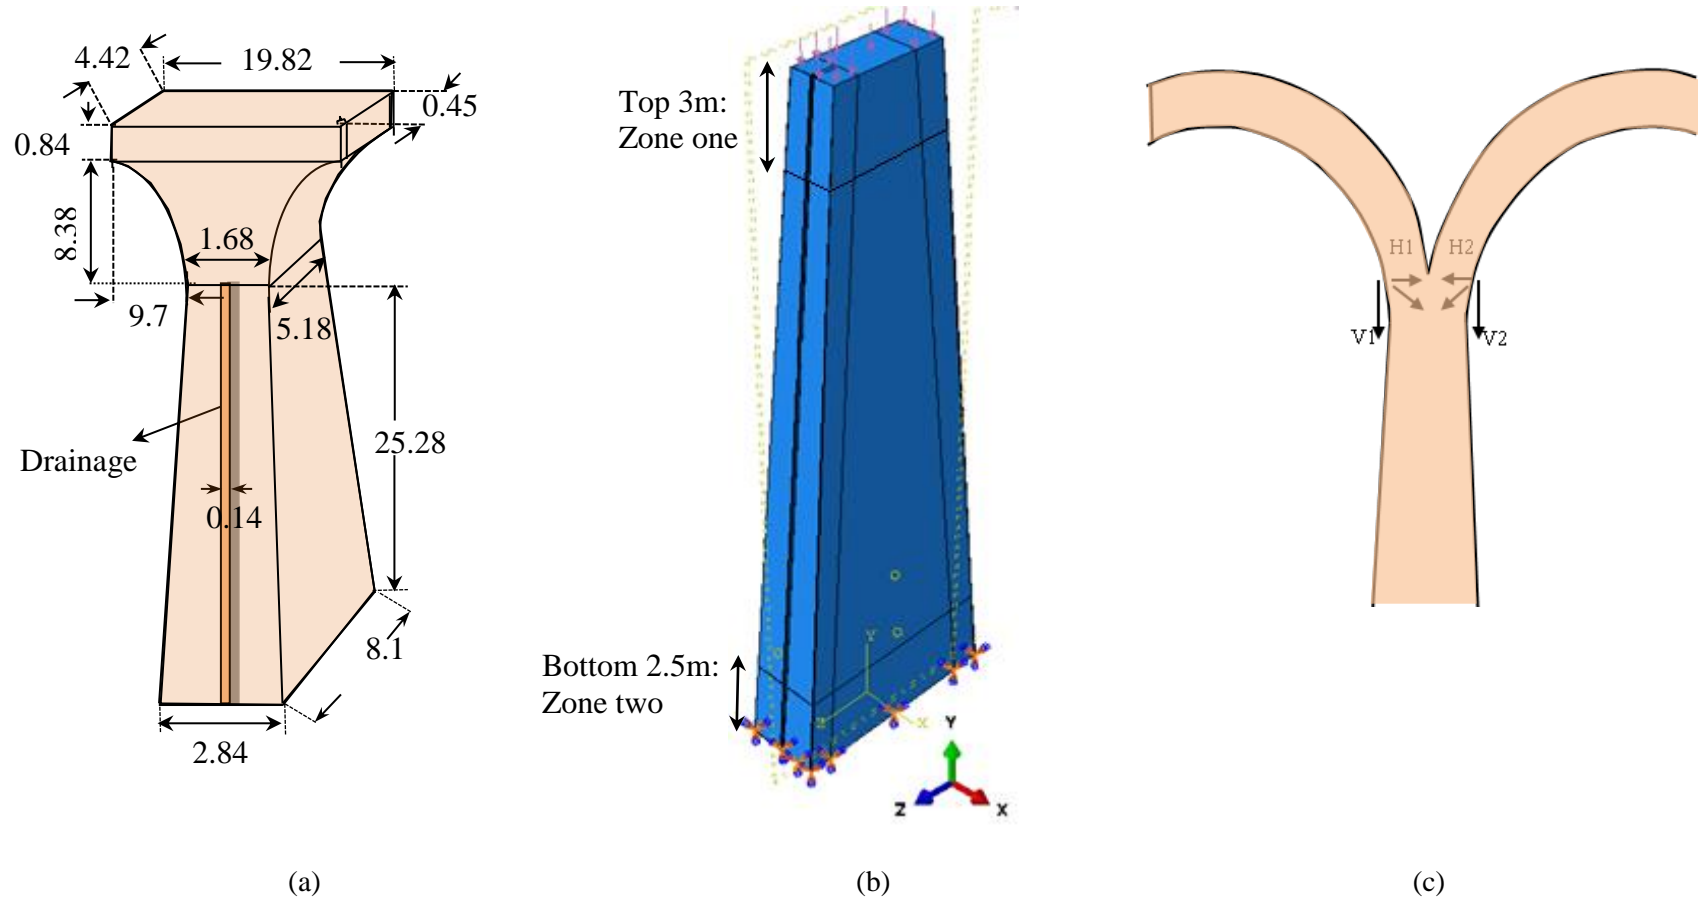 4.42
19.82
0.45
0.84
8.38
1.68
9.7
5.18
25.28
Drainage
0.14
8.1
2.84
(a)
Top 3m:
Zone one
Bottom 2.5m:
Zone two
Y
Z
X
Y
Z
X
(b)
H1
H2
V1
V2
(c)